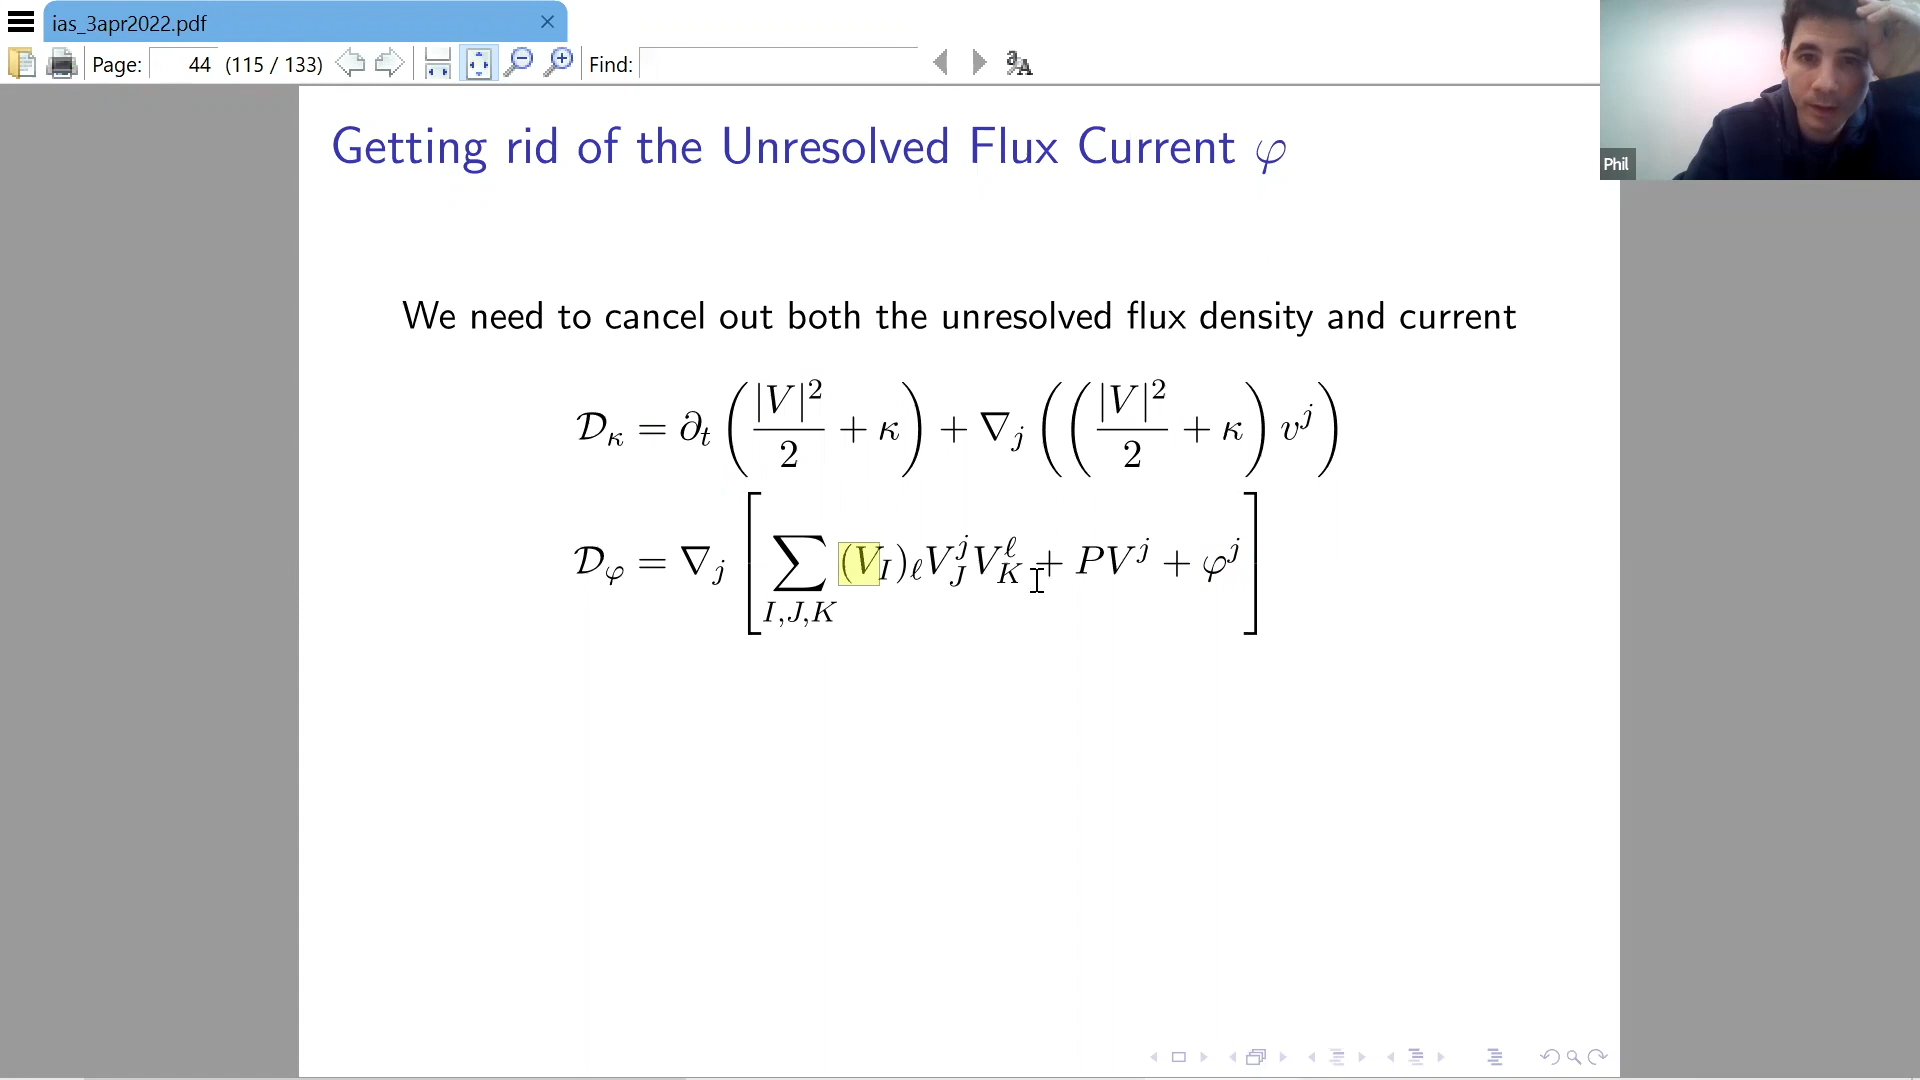 ias_3apr2022.pdf ×
Page: 44 (115 / 133) Find:
Phil
Getting rid of the Unresolved Flux Current φ
We need to cancel out both the unresolved flux density and current
𝒟_κ = ∂_t ( |V|²/2 + κ ) + ∇_j ( ( |V|²/2 + κ ) v^j )
𝒟_φ = ∇_j [ ∑_{I,J,K} (V_I)_ℓ V_J^j V_K^ℓ + PV^j + φ^j ]